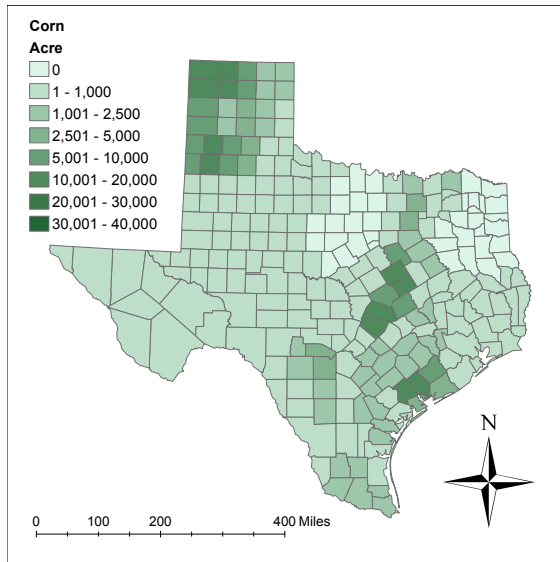 Corn
Acre
0
1 - 1,000
1,001 - 2,500
2,501 - 5,000
5,001 - 10,000
10,001 - 20,000
20,001 - 30,000
30,001 - 40,000
N
0 100 200 400 Miles